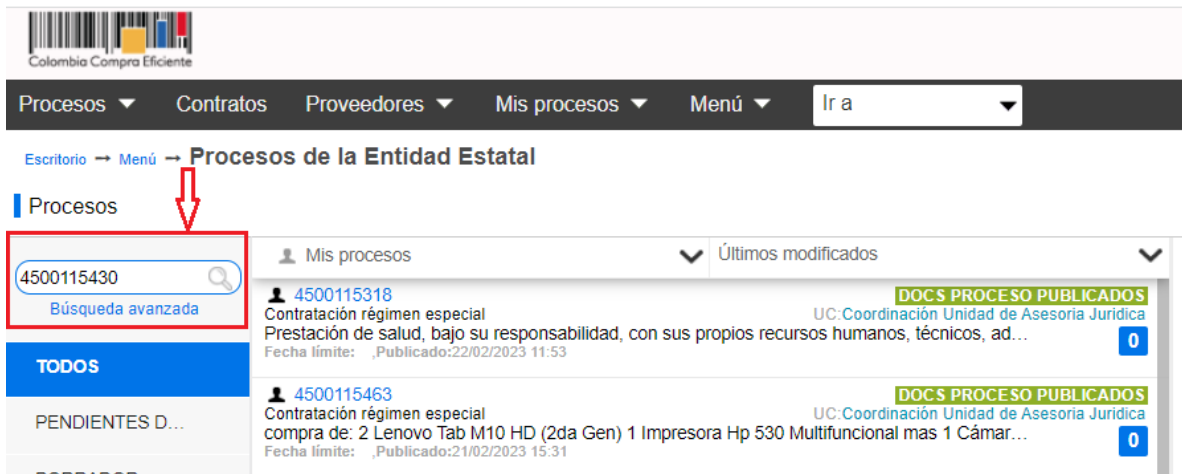 Colombia Compra Eficiente
Procesos Contratos Proveedores Mis procesos Menú Ir a
Escritorio → Menú → Procesos de la Entidad Estatal
Procesos
4500115430
Búsqueda avanzada
TODOS
PENDIENTES D...
Mis procesos Últimos modificados
4500115318 DOCS PROCESO PUBLICADOS
Contratación régimen especial UC:Coordinación Unidad de Asesoria Juridica
Prestación de salud, bajo su responsabilidad, con sus propios recursos humanos, técnicos, ad...
Fecha límite: ,Publicado:22/02/2023 11:53
0
4500115463 DOCS PROCESO PUBLICADOS
Contratación régimen especial UC:Coordinación Unidad de Asesoria Juridica
compra de: 2 Lenovo Tab M10 HD (2da Gen) 1 Impresora Hp 530 Multifuncional mas 1 Cámar...
Fecha límite: ,Publicado:21/02/2023 15:31
0